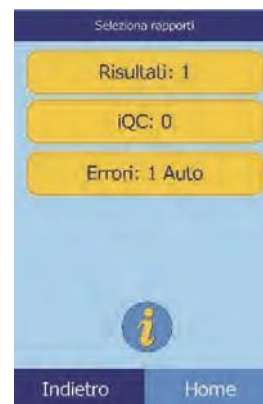 Seleziona rapporti
Risultati: 1
iQC: 0
Errori: 1 Auto
i
Indietro Home